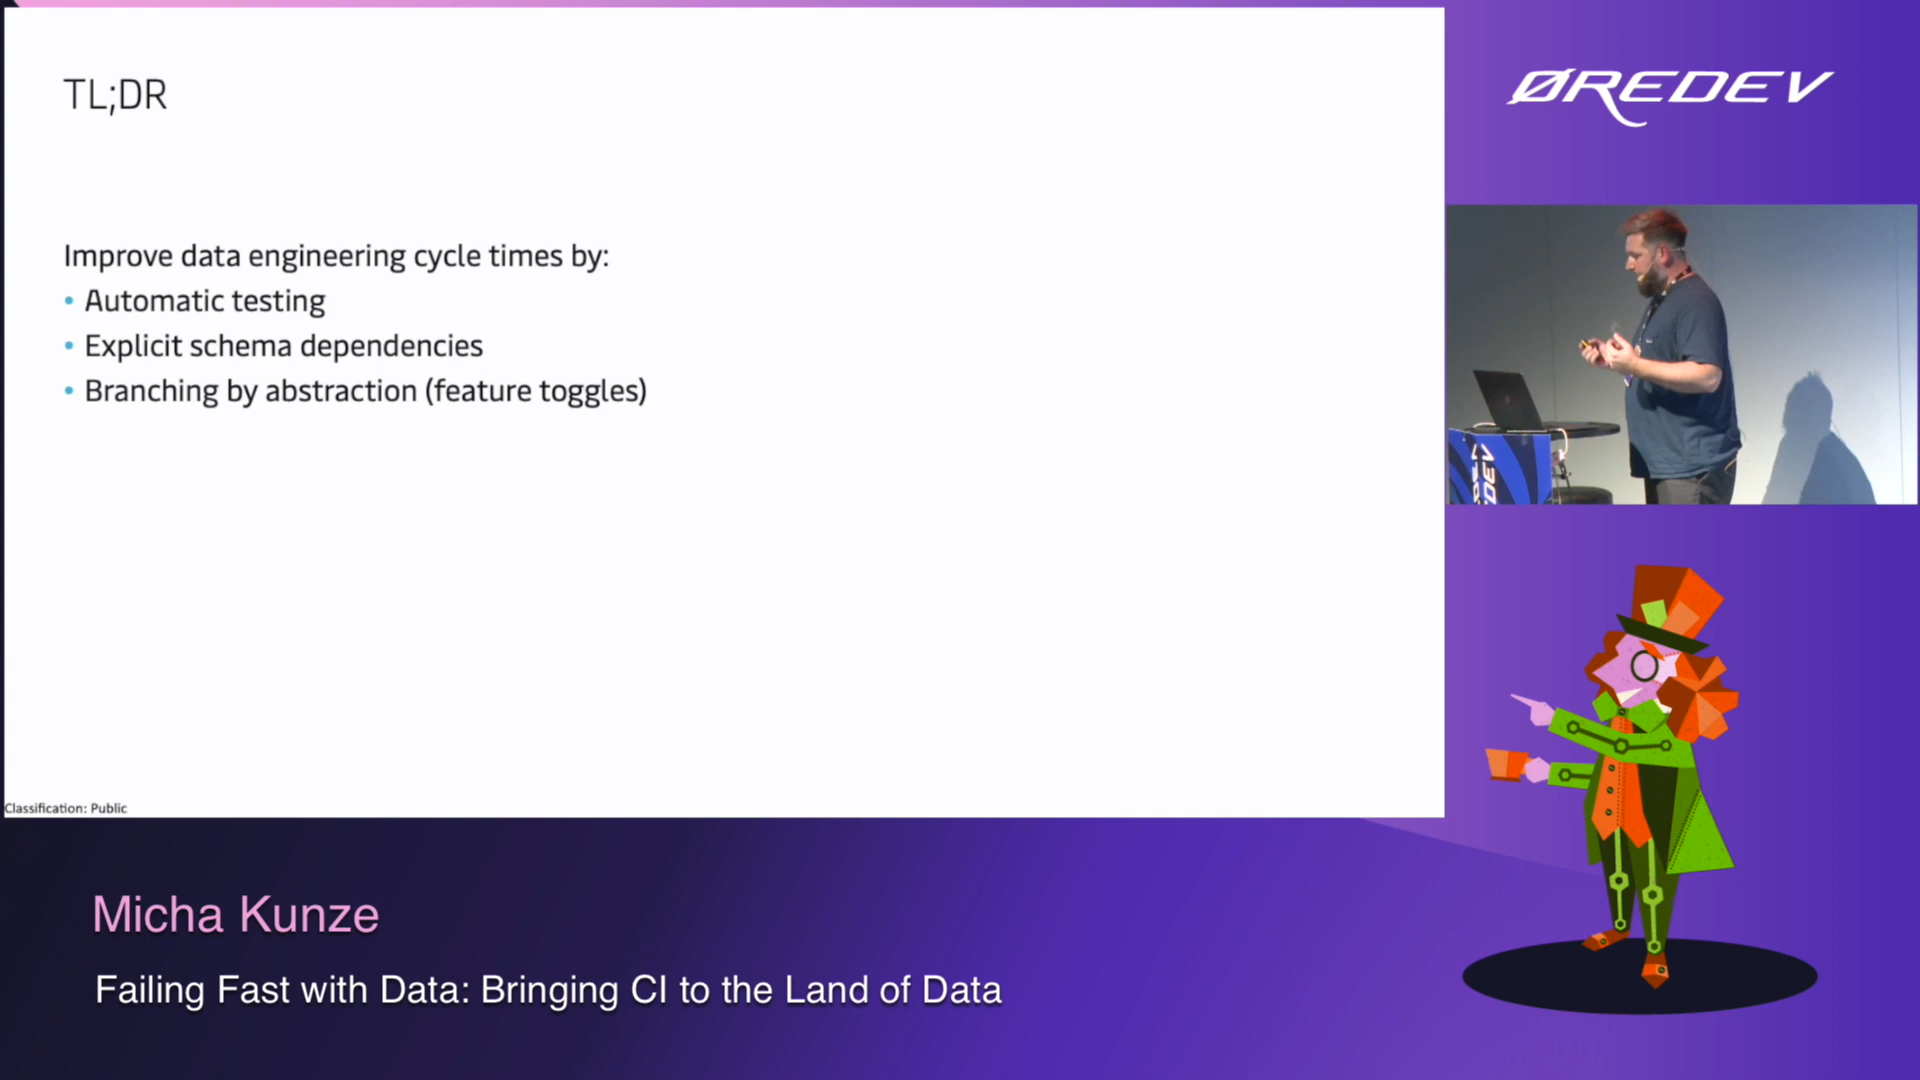 TL;DR
Improve data engineering cycle times by:
• Automatic testing
• Explicit schema dependencies
• Branching by abstraction (feature toggles)
Classification: Public
ØREDEV
Micha Kunze
Failing Fast with Data: Bringing CI to the Land of Data